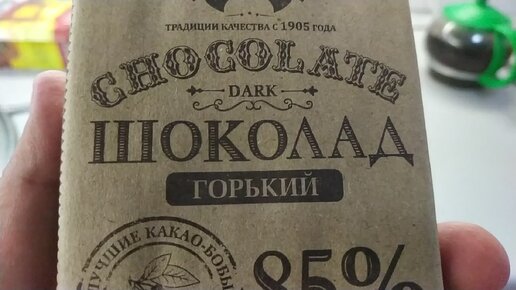 ТРАДИЦИИ КАЧЕСТВА С 1905 ГОДА
CHOCOLATE
DARK
ШОКОЛАД
ГОРЬКИЙ
ЛУЧШИЕ КАКАО-БОБЫ
85%